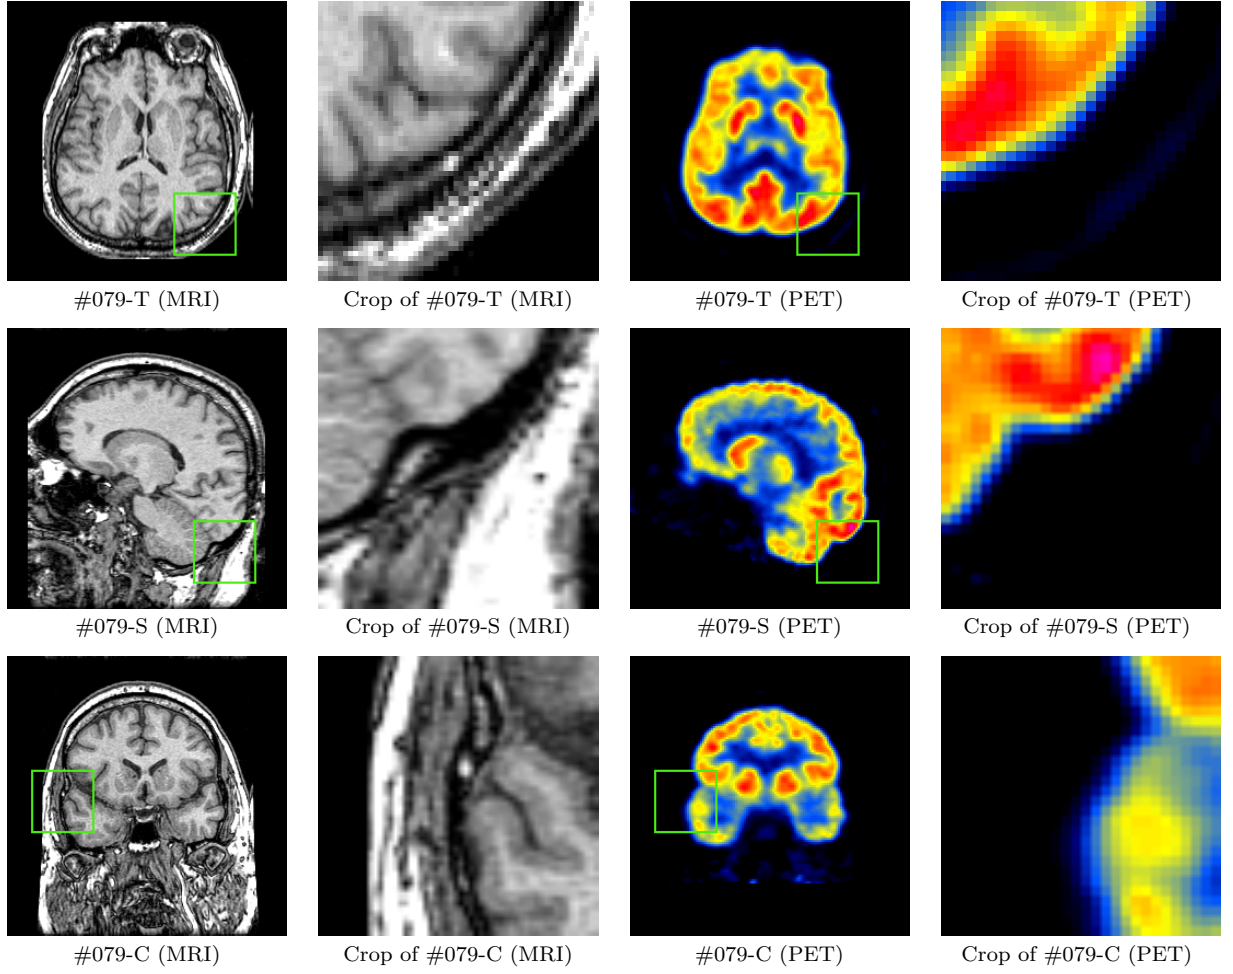 #079-T (MRI) Crop of #079-T (MRI) #079-T (PET) Crop of #079-T (PET)
#079-S (MRI) Crop of #079-S (MRI) #079-S (PET) Crop of #079-S (PET)
#079-C (MRI) Crop of #079-C (MRI) #079-C (PET) Crop of #079-C (PET)